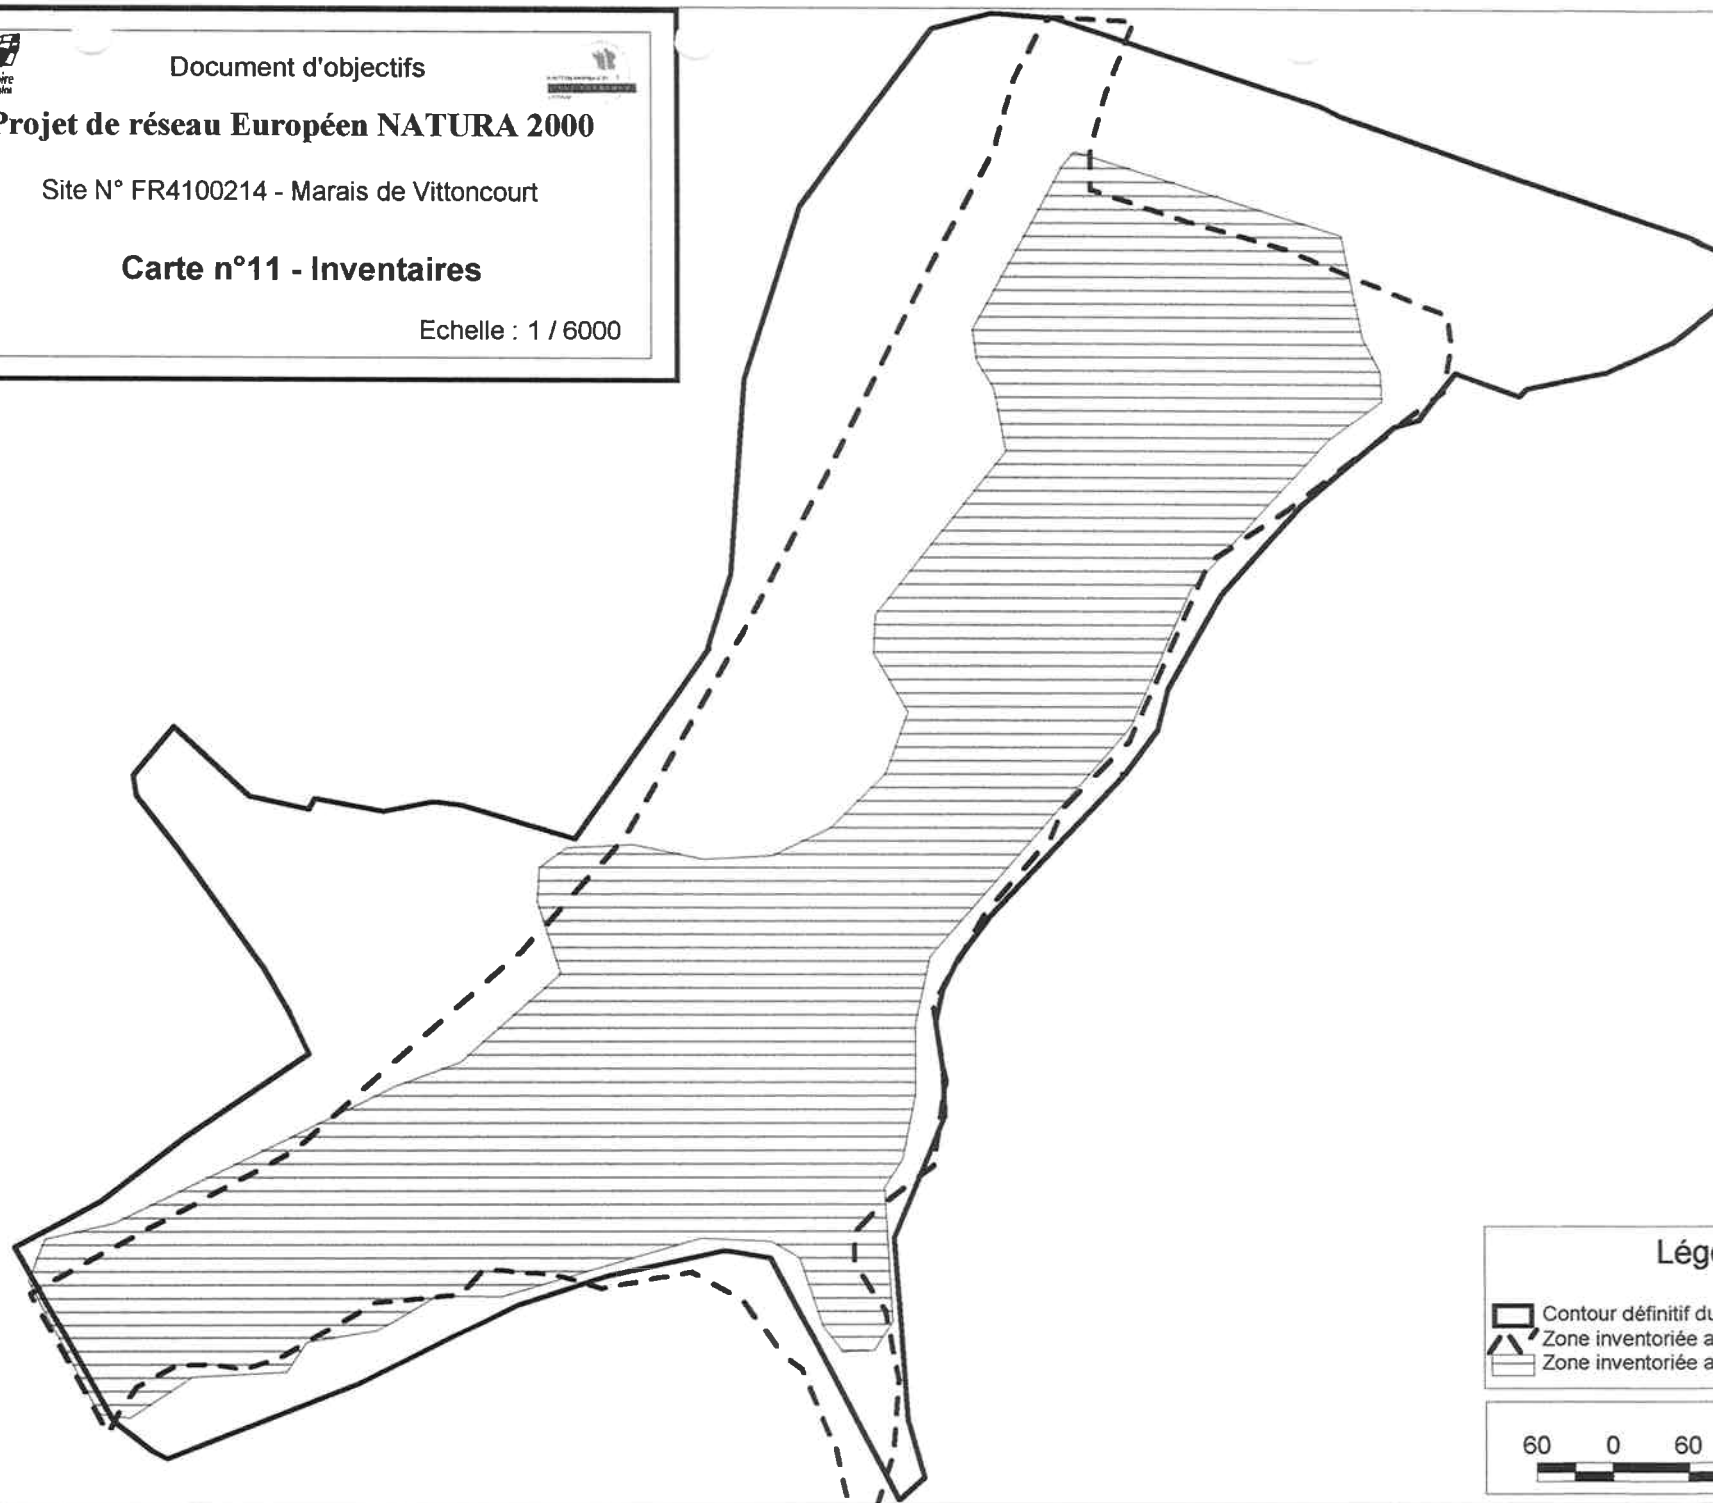 Document d'objectifs
Projet de réseau Européen NATURA 2000
Site N° FR4100214 - Marais de Vittoncourt
Carte n°11 - Inventaires
Echelle : 1 / 6000
Lég
Contour définitif du
Zone inventoriée a
Zone inventoriée a
60 0 60